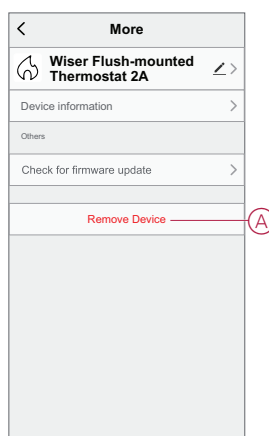 More
Wiser Flush-mounted
Thermostat 2A
Device information
Others
Check for firmware update
Remove Device
A